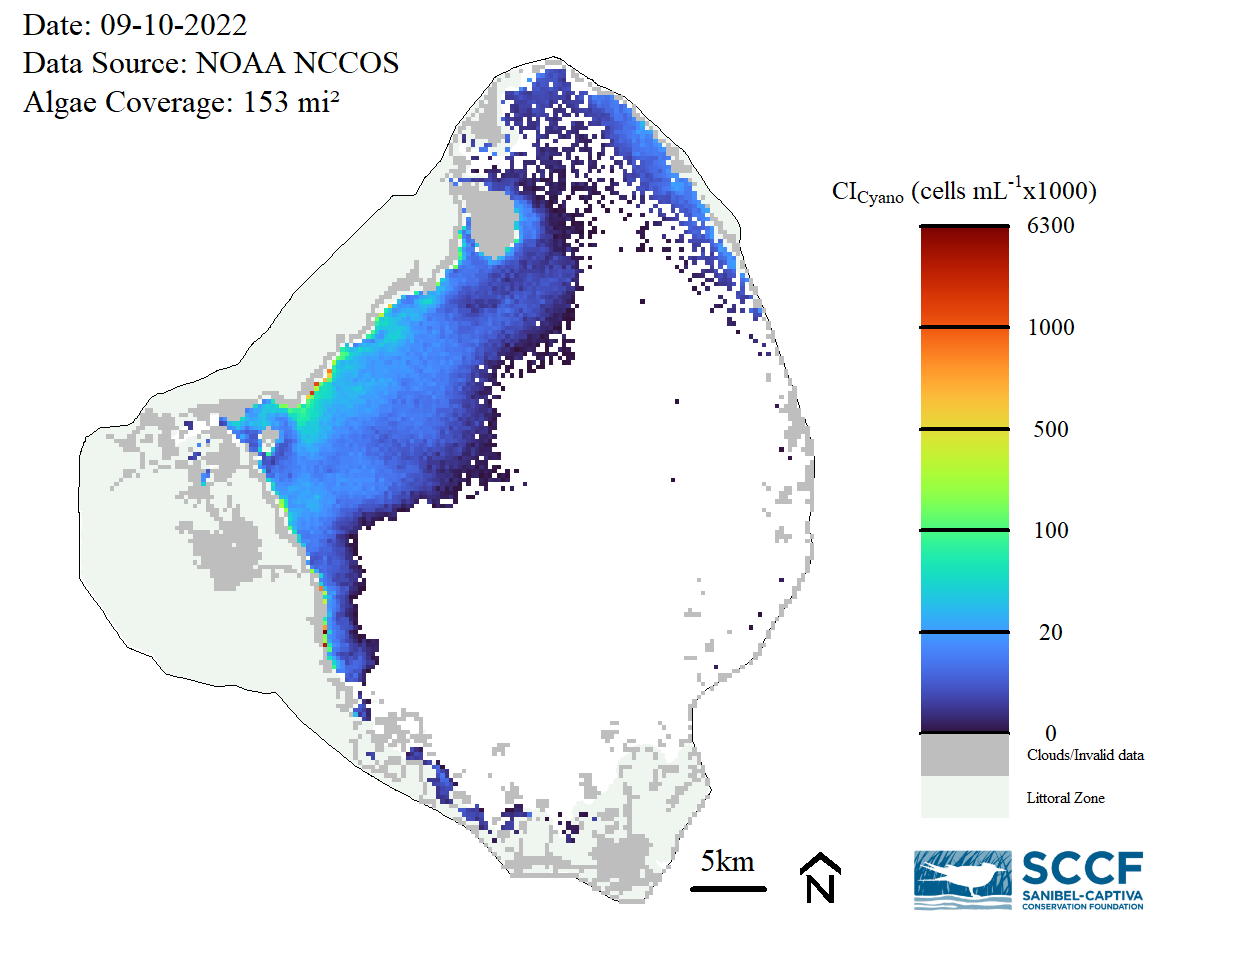 Date: 09-10-2022
Data Source: NOAA NCCOS
Algae Coverage: 153 mi²
CICyano (cells mL-1x1000)
6300
1000
500
100
20
0
Clouds/Invalid data
Littoral Zone
5km
N
SCCF
SANIBEL-CAPTIVA
CONSERVATION FOUNDATION